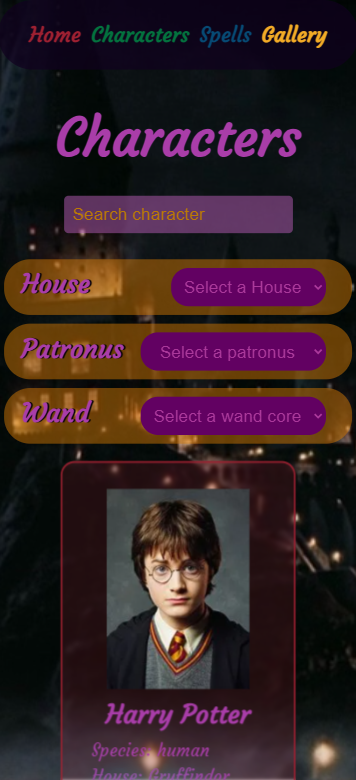 Home Characters Spells Gallery
Characters
Search character
House Select a House
Patronus Select a patronus
Wand Select a wand core
Harry Potter
Species: human
House: Gryffindor